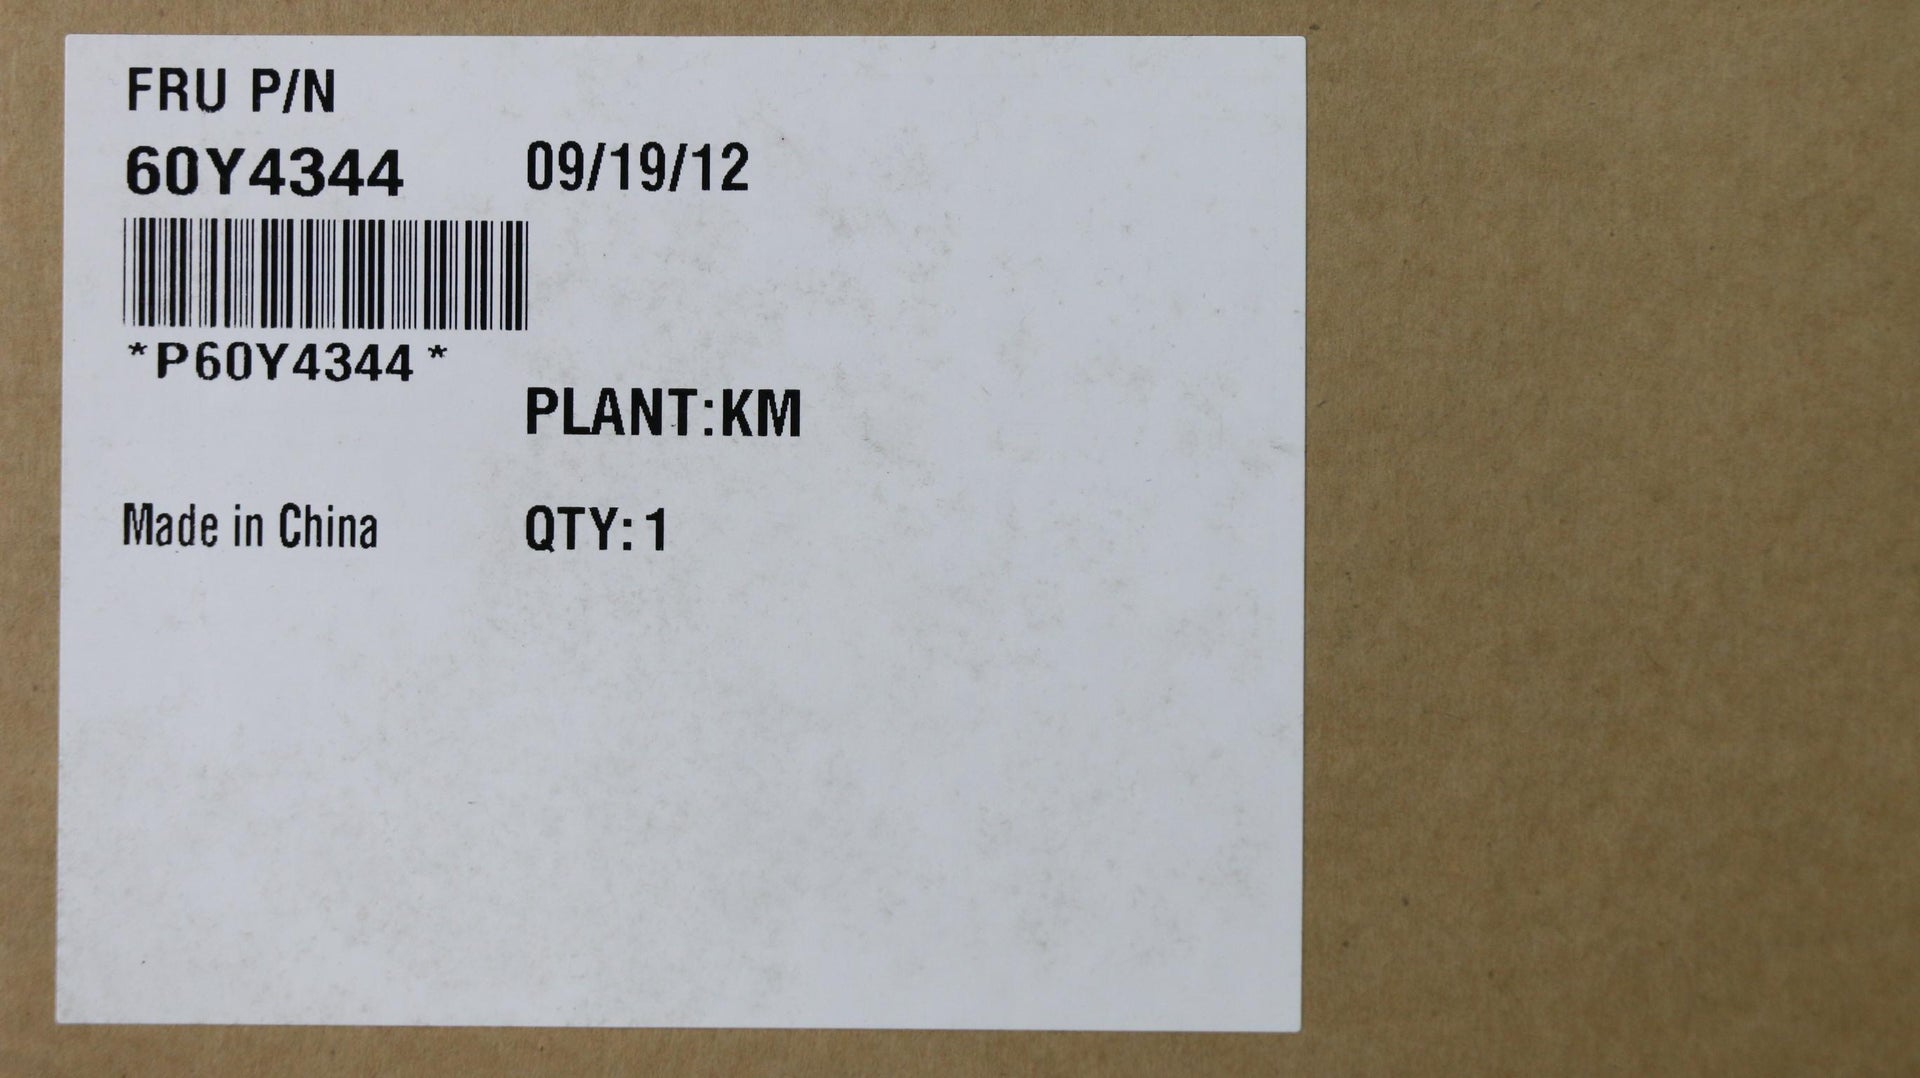 FRU P/N
60Y4344 09/19/12
*P60Y4344*
PLANT:KM
Made in China QTY: 1